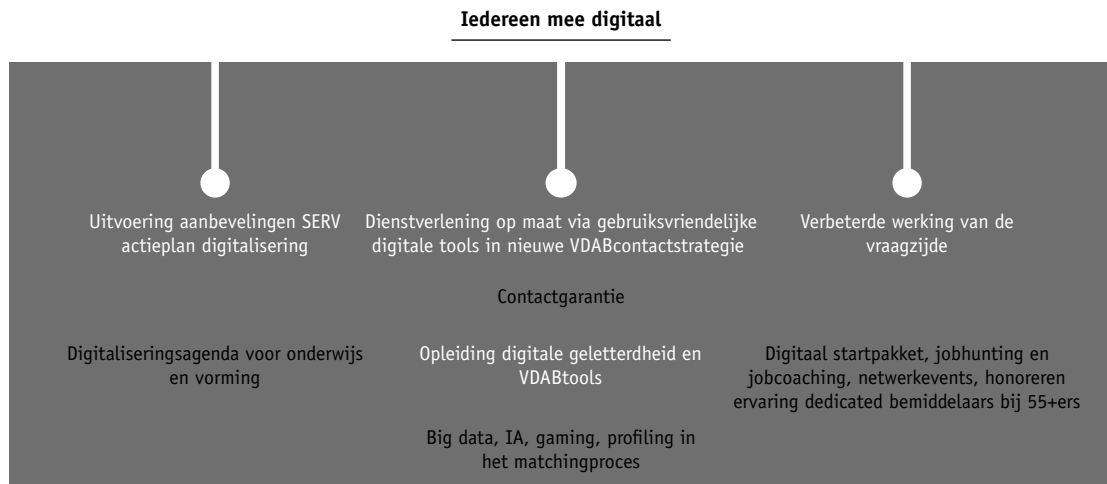 Iedereen mee digitaal
Uitvoering aanbevelingen SERV
actieplan digitalisering
Dienstverlening op maat via gebruiksvriendelijke
digitale tools in nieuwe VDABcontactstrategie
Verbeterde werking van de
vraagzijde
Contactgarantie
Digitaliseringsagenda voor onderwijs
en vorming
Opleiding digitale geletterdheid en
VDABtools
Digitaal startpakket, jobhunting en
jobcoaching, netwerkevents, honoreren
ervaring dedicated bemiddelaars bij 55+ers
Big data, IA, gaming, profiling in
het matchingproces